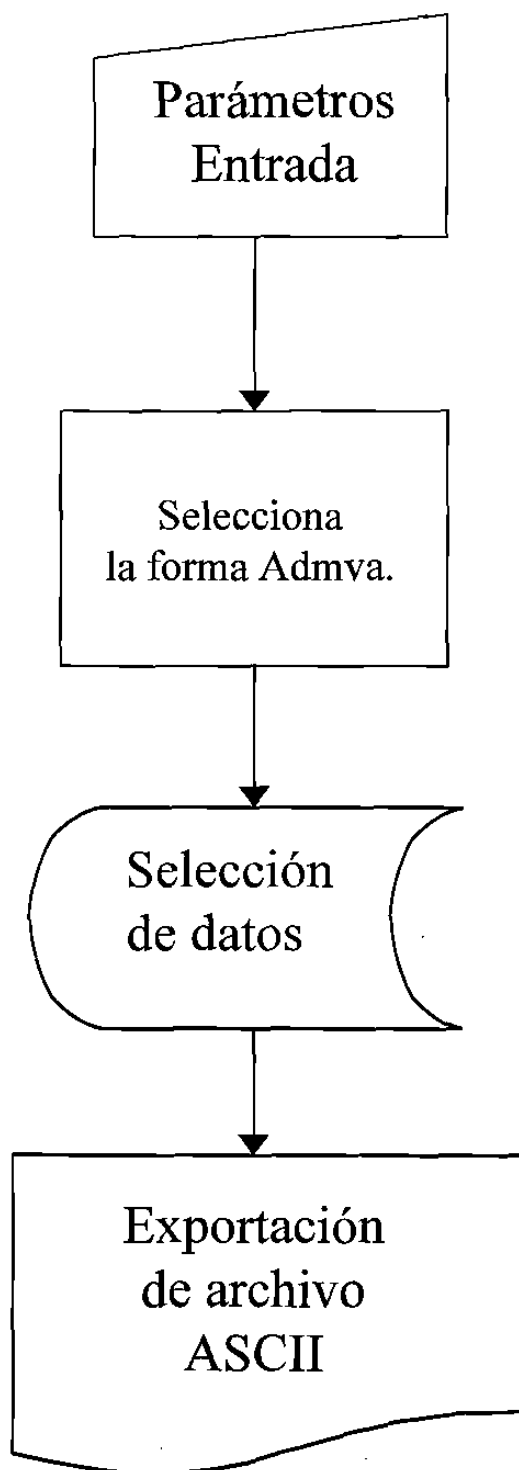 Parámetros
Entrada
Selecciona
la forma Admva.
Selección
de datos
Exportación
de archivo
ASCII